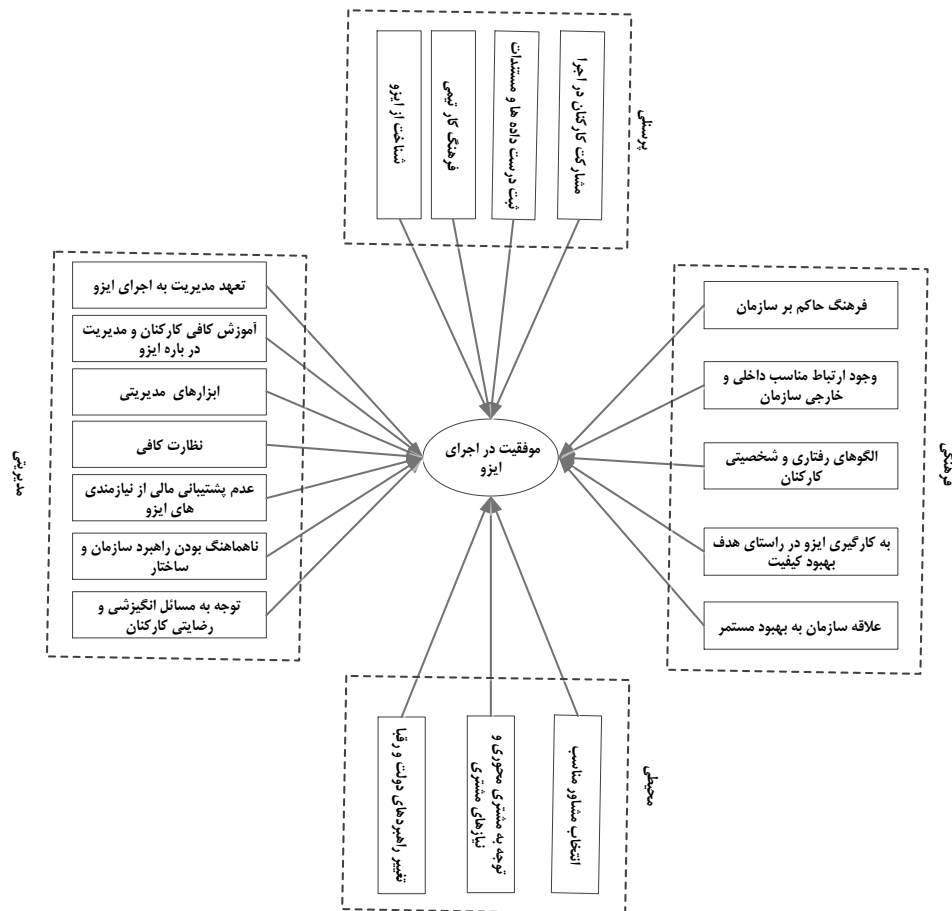 پرسنلی
مشارکت کارکنان در اجرا
ثبت درست داده ها و مستندات
فرهنگ کار تیمی
شناخت از ایزو
فرهنگی
فرهنگ حاکم بر سازمان
وجود ارتباط مناسب داخلی و
خارجی سازمان
الگوهای رفتاری و شخصیتی
کارکنان
به کارگیری ایزو در راستای هدف
بهبود کیفیت
علاقه سازمان به بهبود مستمر
موفقیت در اجرای
ایزو
مدیریتی
تعهد مدیریت به اجرای ایزو
آموزش کافی کارکنان و مدیریت
در باره ایزو
ابزارهای مدیریتی
نظارت کافی
عدم پشتیبانی مالی از نیازمندی
های ایزو
ناهماهنگ بودن راهبرد سازمان و
ساختار
توجه به مسائل انگیزشی و
رضایتی کارکنان
محیطی
انتخاب مشاور مناسب
توجه به مشتری محوری و
نیازهای مشتری
تغییر راهبردهای دولت و رقبا